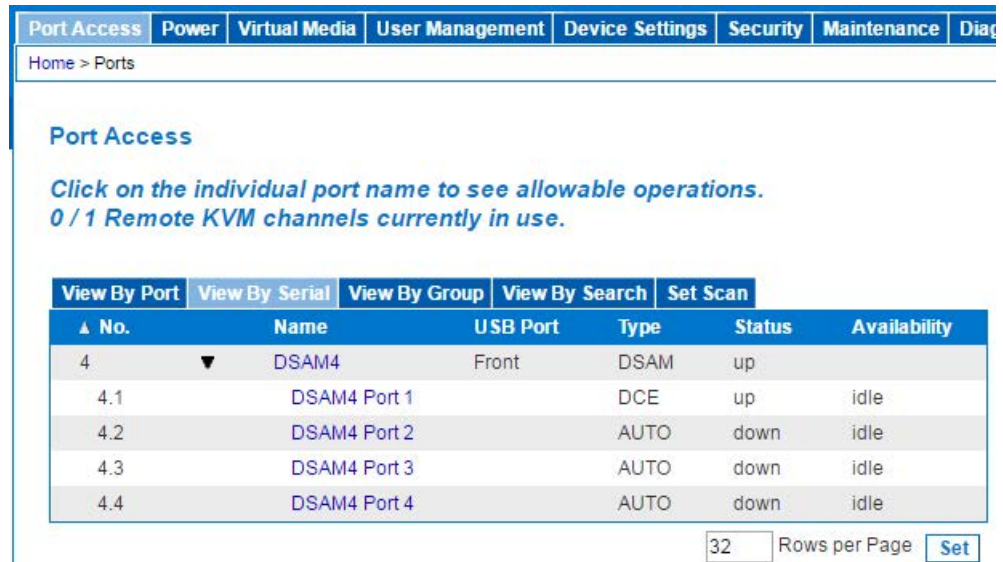 Port Access Power Virtual Media User Management Device Settings Security Maintenance Diag
Home > Ports
Port Access
Click on the individual port name to see allowable operations.
0 / 1 Remote KVM channels currently in use.
View By Port View By Serial View By Group View By Search Set Scan
▲ No. Name USB Port Type Status Availability
4 ▼ DSAM4 Front DSAM up
4.1 DSAM4 Port 1 DCE up idle
4.2 DSAM4 Port 2 AUTO down idle
4.3 DSAM4 Port 3 AUTO down idle
4.4 DSAM4 Port 4 AUTO down idle
32 Rows per Page Set